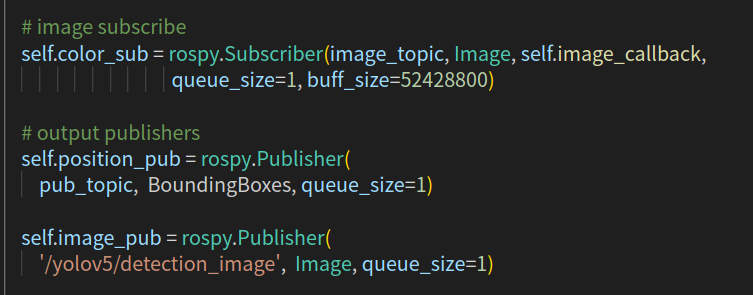 # image subscribe
self.color_sub = rospy.Subscriber(image_topic, Image, self.image_callback,
queue_size=1, buff_size=52428800)
# output publishers
self.position_pub = rospy.Publisher(
pub_topic, BoundingBoxes, queue_size=1)
self.image_pub = rospy.Publisher(
'/yolov5/detection_image', Image, queue_size=1)